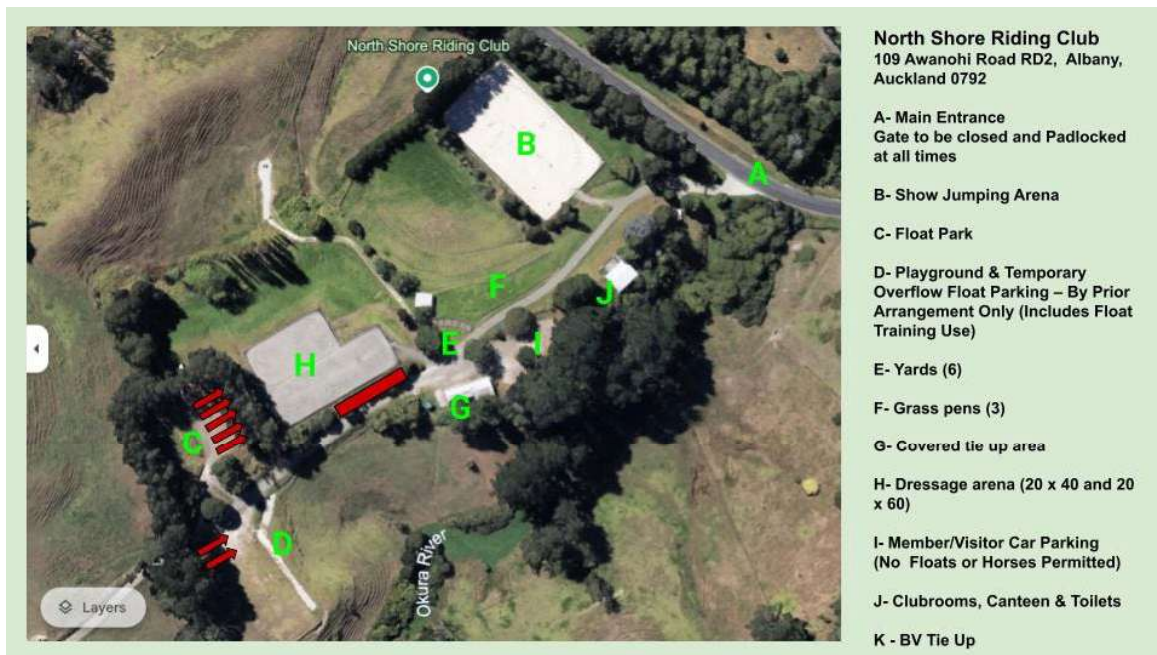 North Shore Riding Club
B
A
F
J
E
I
H
G
C
D
Okura River
Layers
North Shore Riding Club
109 Awanohi Road RD2, Albany,
Auckland 0792
A- Main Entrance
Gate to be closed and Padlocked
at all times
B- Show Jumping Arena
C- Float Park
D- Playground & Temporary
Overflow Float Parking – By Prior
Arrangement Only (Includes Float
Training Use)
E- Yards (6)
F- Grass pens (3)
G- Covered tie up area
H- Dressage arena (20 x 40 and 20
x 60)
I- Member/Visitor Car Parking
(No Floats or Horses Permitted)
J- Clubrooms, Canteen & Toilets
K - BV Tie Up